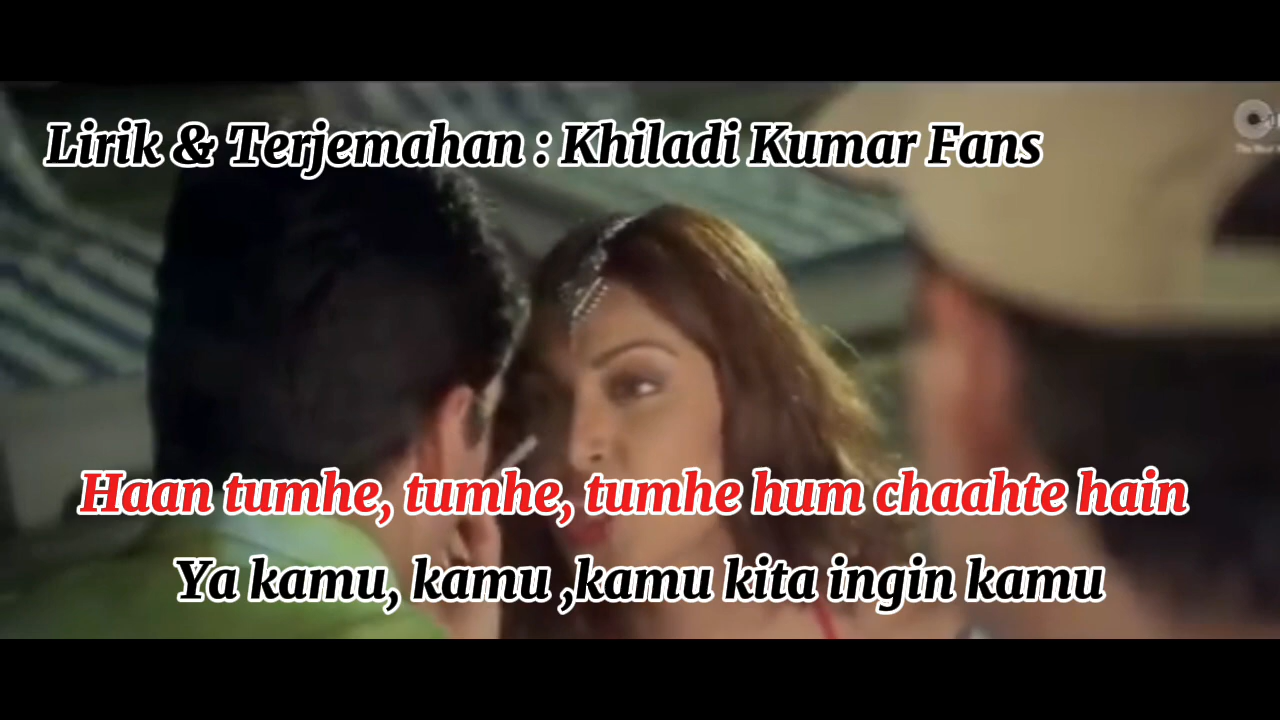 Lirik & Terjemahan : Khiladi Kumar Fans
Haan tumhe, tumhe, tumhe hum chaahte hain
Ya kamu, kamu ,kamu kita ingin kamu